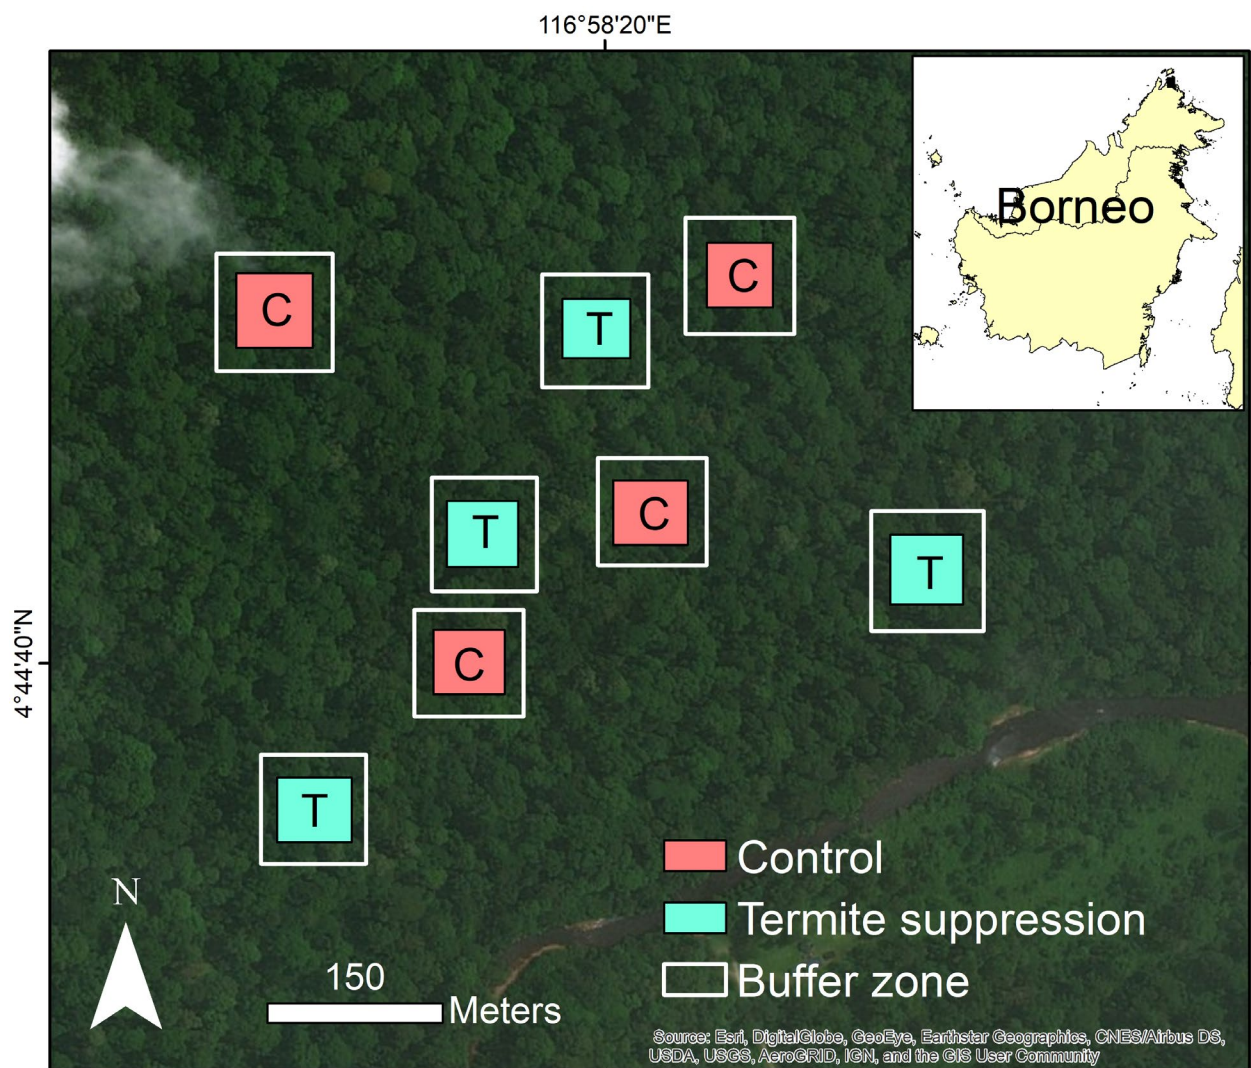 116°58'20"E
Borneo
C
T
C
T
C
T
4°44'40"N
C
T
N
150
Meters
Control
Termite suppression
Buffer zone
Source: Esri, DigitalGlobe, GeoEye, Earthstar Geographics, CNES/Airbus DS,
USDA, USGS, AeroGRID, IGN, and the GIS User Community